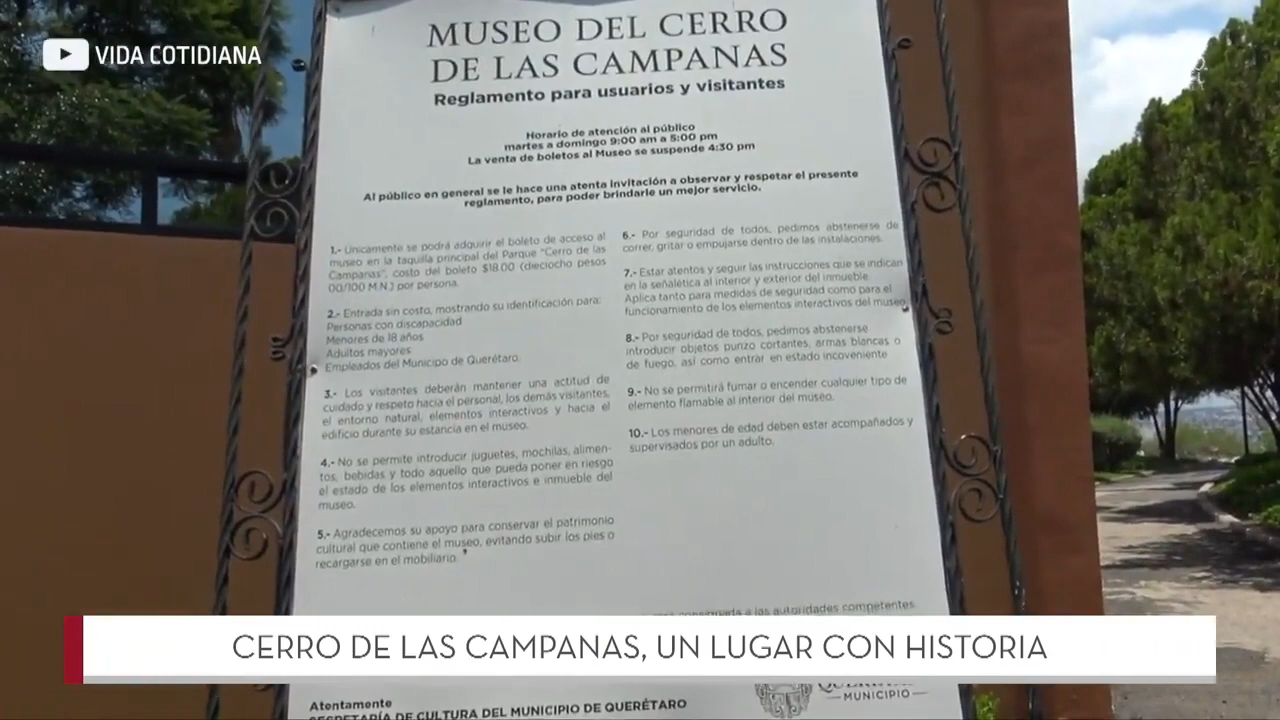 VIDA COTIDIANA
MUSEO DEL CERRO
DE LAS CAMPANAS
Reglamento para usuarios y visitantes
Horario de atención al público
martes a domingo 9:00 am a 5:00 pm
La venta de boletos al Museo se suspende 4:30 pm
Al público en general se le hace una atenta invitación a observar y respetar el presente
reglamento, para poder brindarle un mejor servicio.
1.- Únicamente se podrá adquirir el boleto de acceso al
museo en la taquilla principal del Parque "Cerro de las
Campanas", costo del boleto $18.00 (dieciocho pesos
00/100 M.N.) por persona.
2.- Entrada sin costo, mostrando su identificación para:
Personas con discapacidad
Menores de 18 años
Adultos mayores
Empleados del Municipo de Querétaro.
3.- Los visitantes deberán mantener una actitud de
cuidado y respeto hacia el personal, los demás visitantes,
el entorno natural, elementos interactivos y hacia el
edificio durante su estancia en el museo.
4.- No se permite introducir juguetes, mochilas, alimen-
tos, bebidas y todo aquello que pueda poner en riesgo
el estado de los elementos interactivos e inmueble del
museo.
5.- Agradecemos su apoyo para conservar el patrimonio
cultural que contiene el museo, evitando subir los pies o
recargarse en el mobiliario.
6.- Por seguridad de todos, pedimos abstenerse de
correr, gritar o empujarse dentro de las instalaciones.
7.- Estar atentos y seguir las instrucciones que se indican
en la señalética al interior y exterior del inmueble.
Aplica tanto para medidas de seguridad como para el
funcionamiento de los elementos interactivos del museo.
8.- Por seguridad de todos, pedimos abstenerse
introducir objetos punzo cortantes, armas blancas o
de fuego, así como entrar en estado incoveniente
9.- No se permitirá fumar o encender cualquier tipo de
elemento flamable al interior del museo.
10.- Los menores de edad deben estar acompañados y
supervisados por un adulto.
consignada a las autoridades competentes
CERRO DE LAS CAMPANAS, UN LUGAR CON HISTORIA
Atentamente
SECRETARÍA DE CULTURA DEL MUNICIPIO DE QUERÉTARO
MUNICIPIO